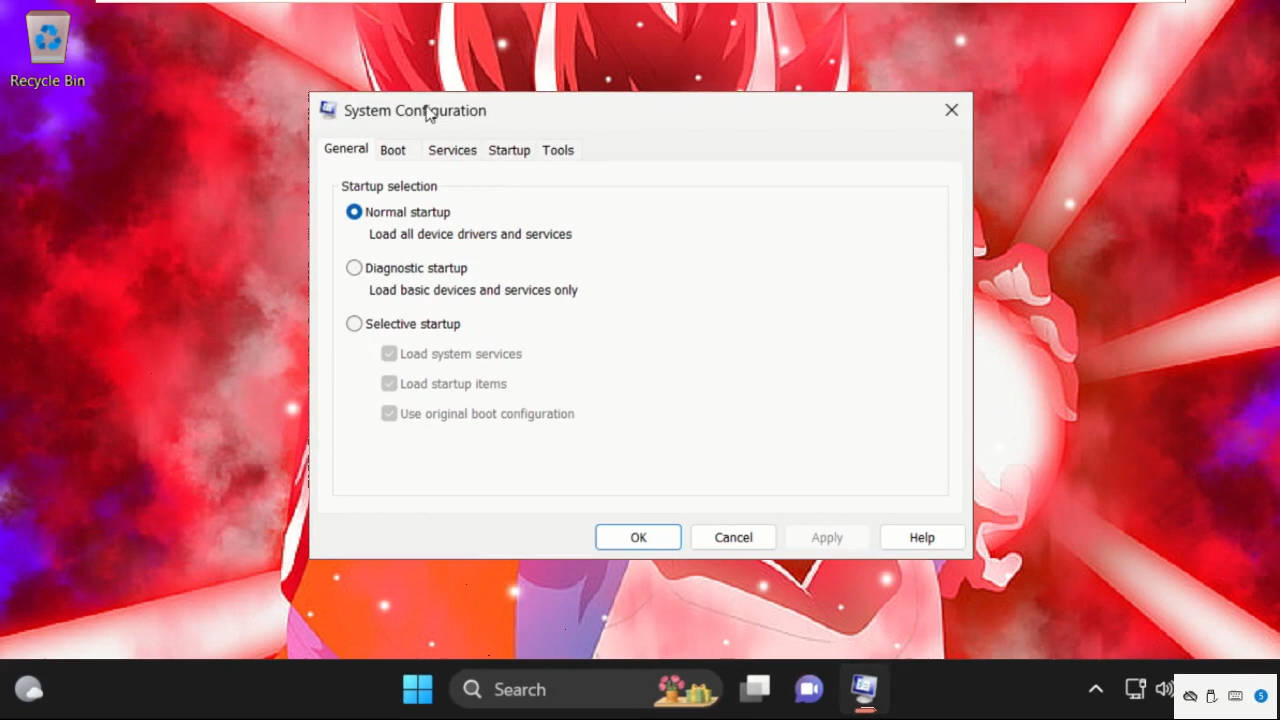 Recycle Bin
System Configuration
General Boot Services Startup Tools
Startup selection
Normal startup
Load all device drivers and services
Diagnostic startup
Load basic devices and services only
Selective startup
Load system services
Load startup items
Use original boot configuration
OK Cancel Apply Help
Search
5